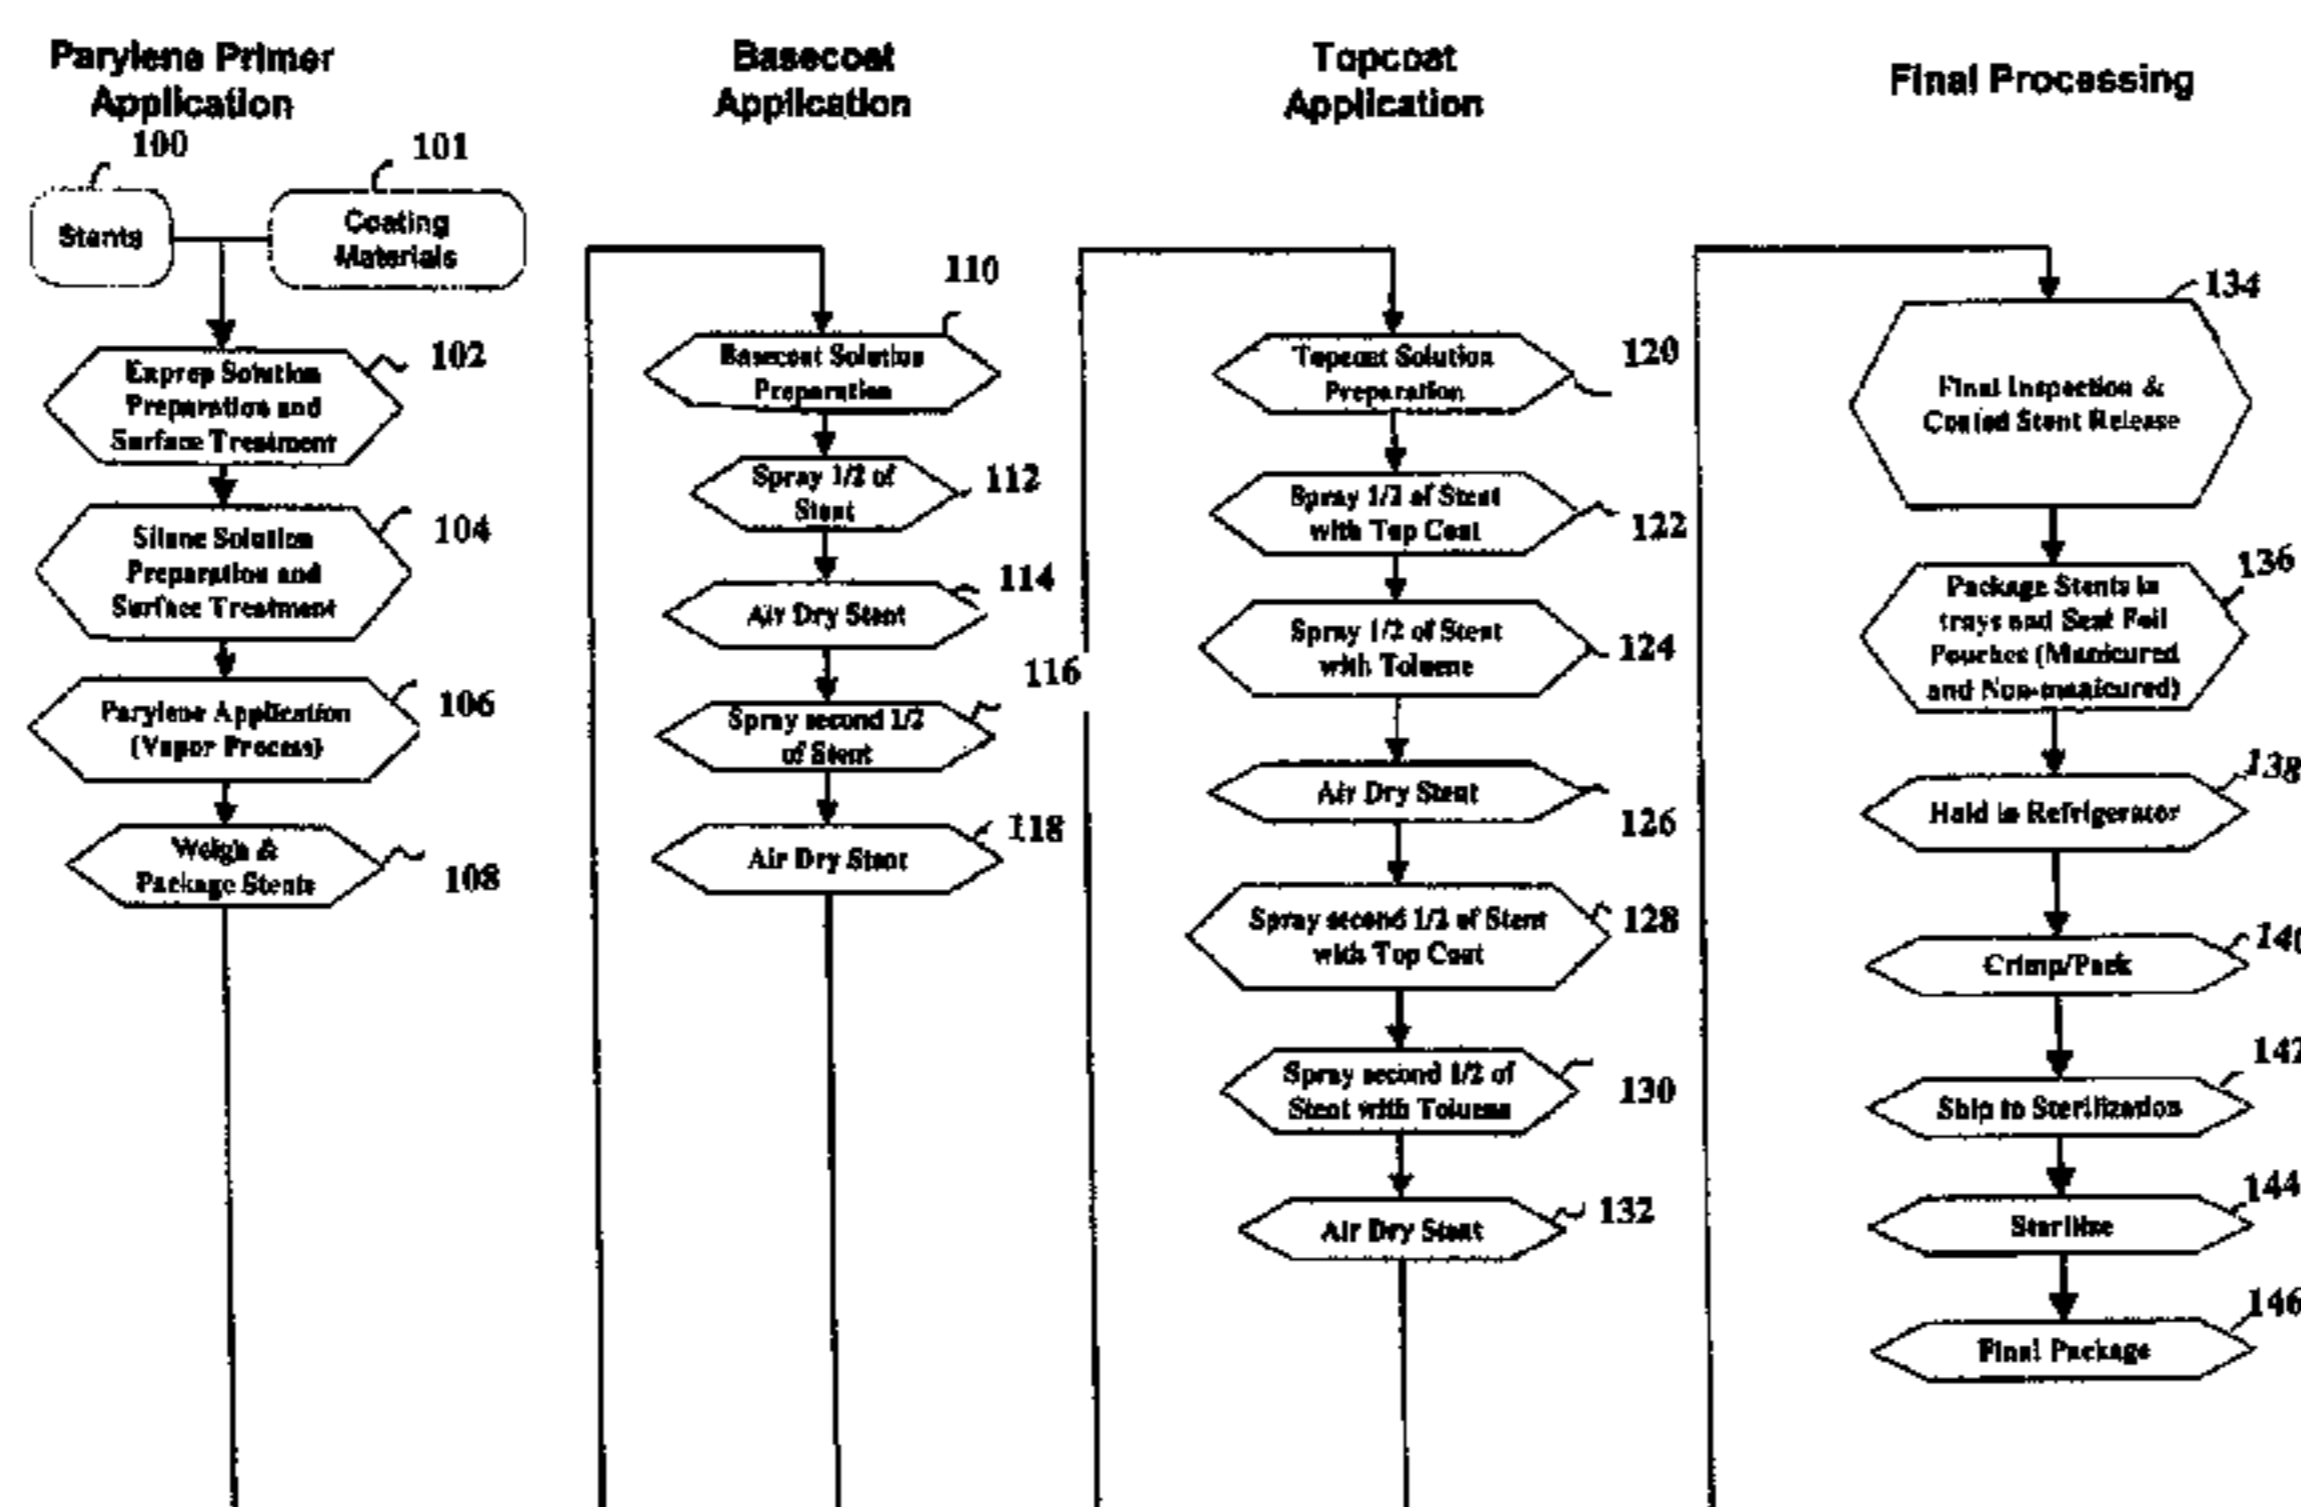 Parylene Primer
Application
100
101
Stents
Coating
Materials
102
Exprep Solution
Preparation and
Surface Treatment
104
Silane Solution
Preparation and
Surface Treatment
106
Parylene Application
(Vapor Process)
Weigh &
Package Stents
108
Basecoat
Application
110
Basecoat Solution
Preparation
Spray 1/2 of
Stent
112
114
Air Dry Stent
116
Spray second 1/2
of Stent
118
Air Dry Stent
Topcoat
Application
120
Topcoat Solution
Preparation
Spray 1/2 of Stent
with Top Coat
122
Spray 1/2 of Stent
with Toluene
124
Air Dry Stent
126
Spray second 1/2 of Stent
with Top Coat
128
Spray second 1/2 of
Stent with Toluene
130
Air Dry Stent
132
Final Processing
134
Final Inspection &
Coated Stent Release
136
Package Stents in
trays and Seal Foil
Pouches (Manicured
and Non-manicured)
138
Hold in Refrigerator
140
Crimp/Pack
142
Ship to Sterilization
144
Sterilize
146
Final Package